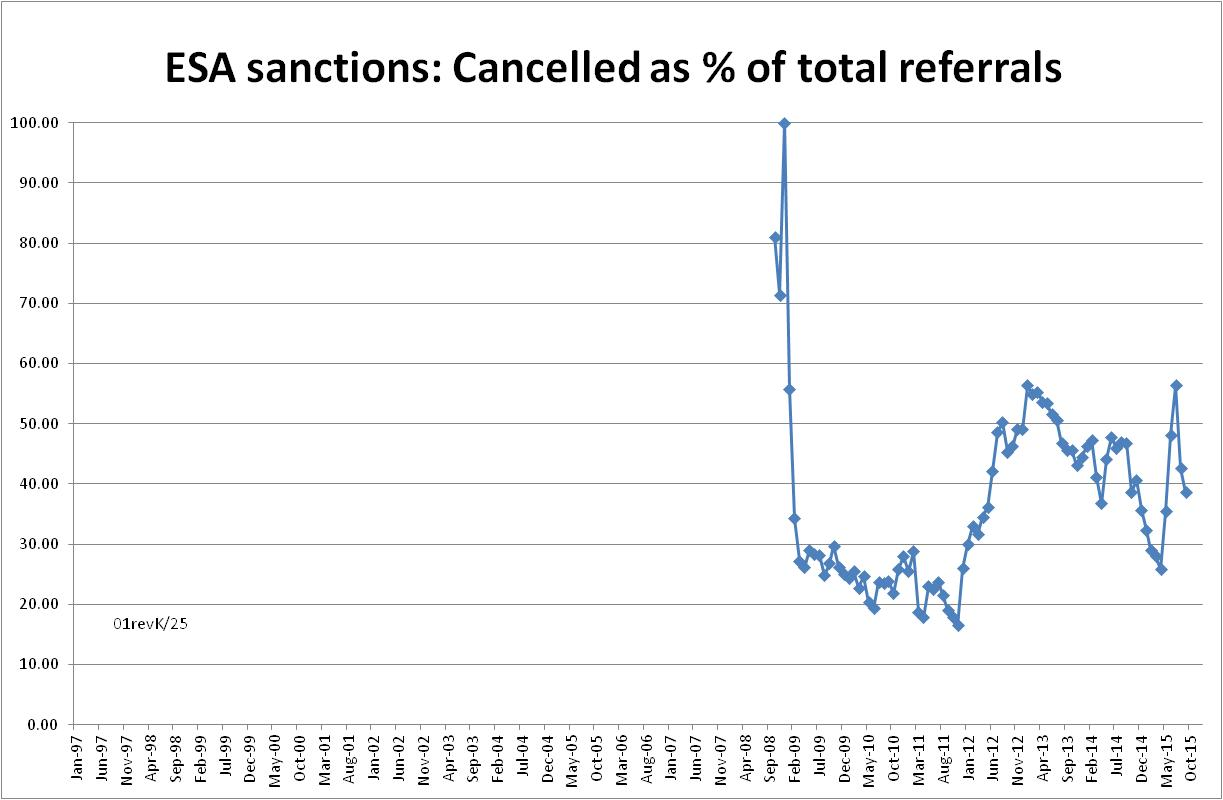 ESA sanctions: Cancelled as % of total referrals
100.00
90.00
80.00
70.00
60.00
50.00
40.00
30.00
20.00
10.00
0.00
01revK/25
Jan-97
Jun-97
Nov-97
Apr-98
Sep-98
Feb-99
Jul-99
Dec-99
May-00
Oct-00
Mar-01
Aug-01
Jan-02
Jun-02
Nov-02
Apr-03
Sep-03
Feb-04
Jul-04
Dec-04
May-05
Oct-05
Mar-06
Aug-06
Jan-07
Jun-07
Nov-07
Apr-08
Sep-08
Feb-09
Jul-09
Dec-09
May-10
Oct-10
Mar-11
Aug-11
Jan-12
Jun-12
Nov-12
Apr-13
Sep-13
Feb-14
Jul-14
Dec-14
May-15
Oct-15